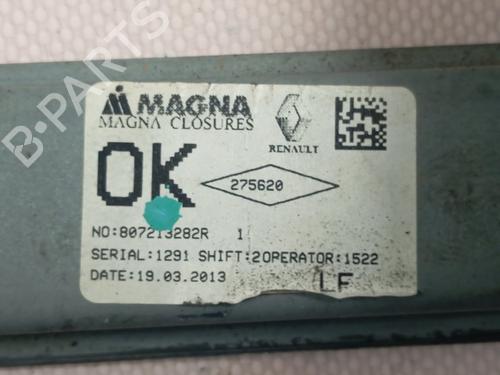 MAGNA
MAGNA CLOSURES
RENAULT
OK
275620
NO:807213282R 1
SERIAL:1291 SHIFT:2OPERATOR:1522
DATE:19.03.2013
LF
B-Parts